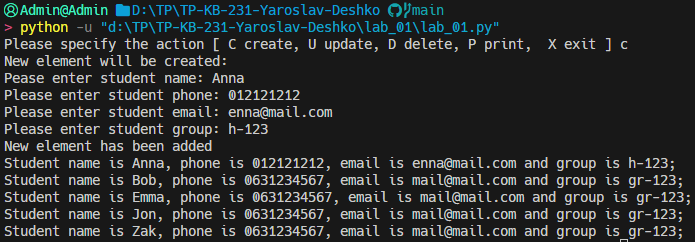 Admin@Admin D:\TP\TP-KB-231-Yaroslav-Deshko main
> python -u "d:\TP\TP-KB-231-Yaroslav-Deshko\lab_01\lab_01.py"
Please specify the action [ C create, U update, D delete, P print,  X exit ] c
New element will be created:
Pease enter student name: Anna
Please enter student phone: 012121212
Please enter student email: enna@mail.com
Please enter student group: h-123
New element has been added
Student name is Anna, phone is 012121212, email is enna@mail.com and group is h-123;
Student name is Bob, phone is 0631234567, email is mail@mail.com and group is gr-123;
Student name is Emma, phone is 0631234567, email is mail@mail.com and group is gr-123;
Student name is Jon, phone is 0631234567, email is mail@mail.com and group is gr-123;
Student name is Zak, phone is 0631234567, email is mail@mail.com and group is gr-123;